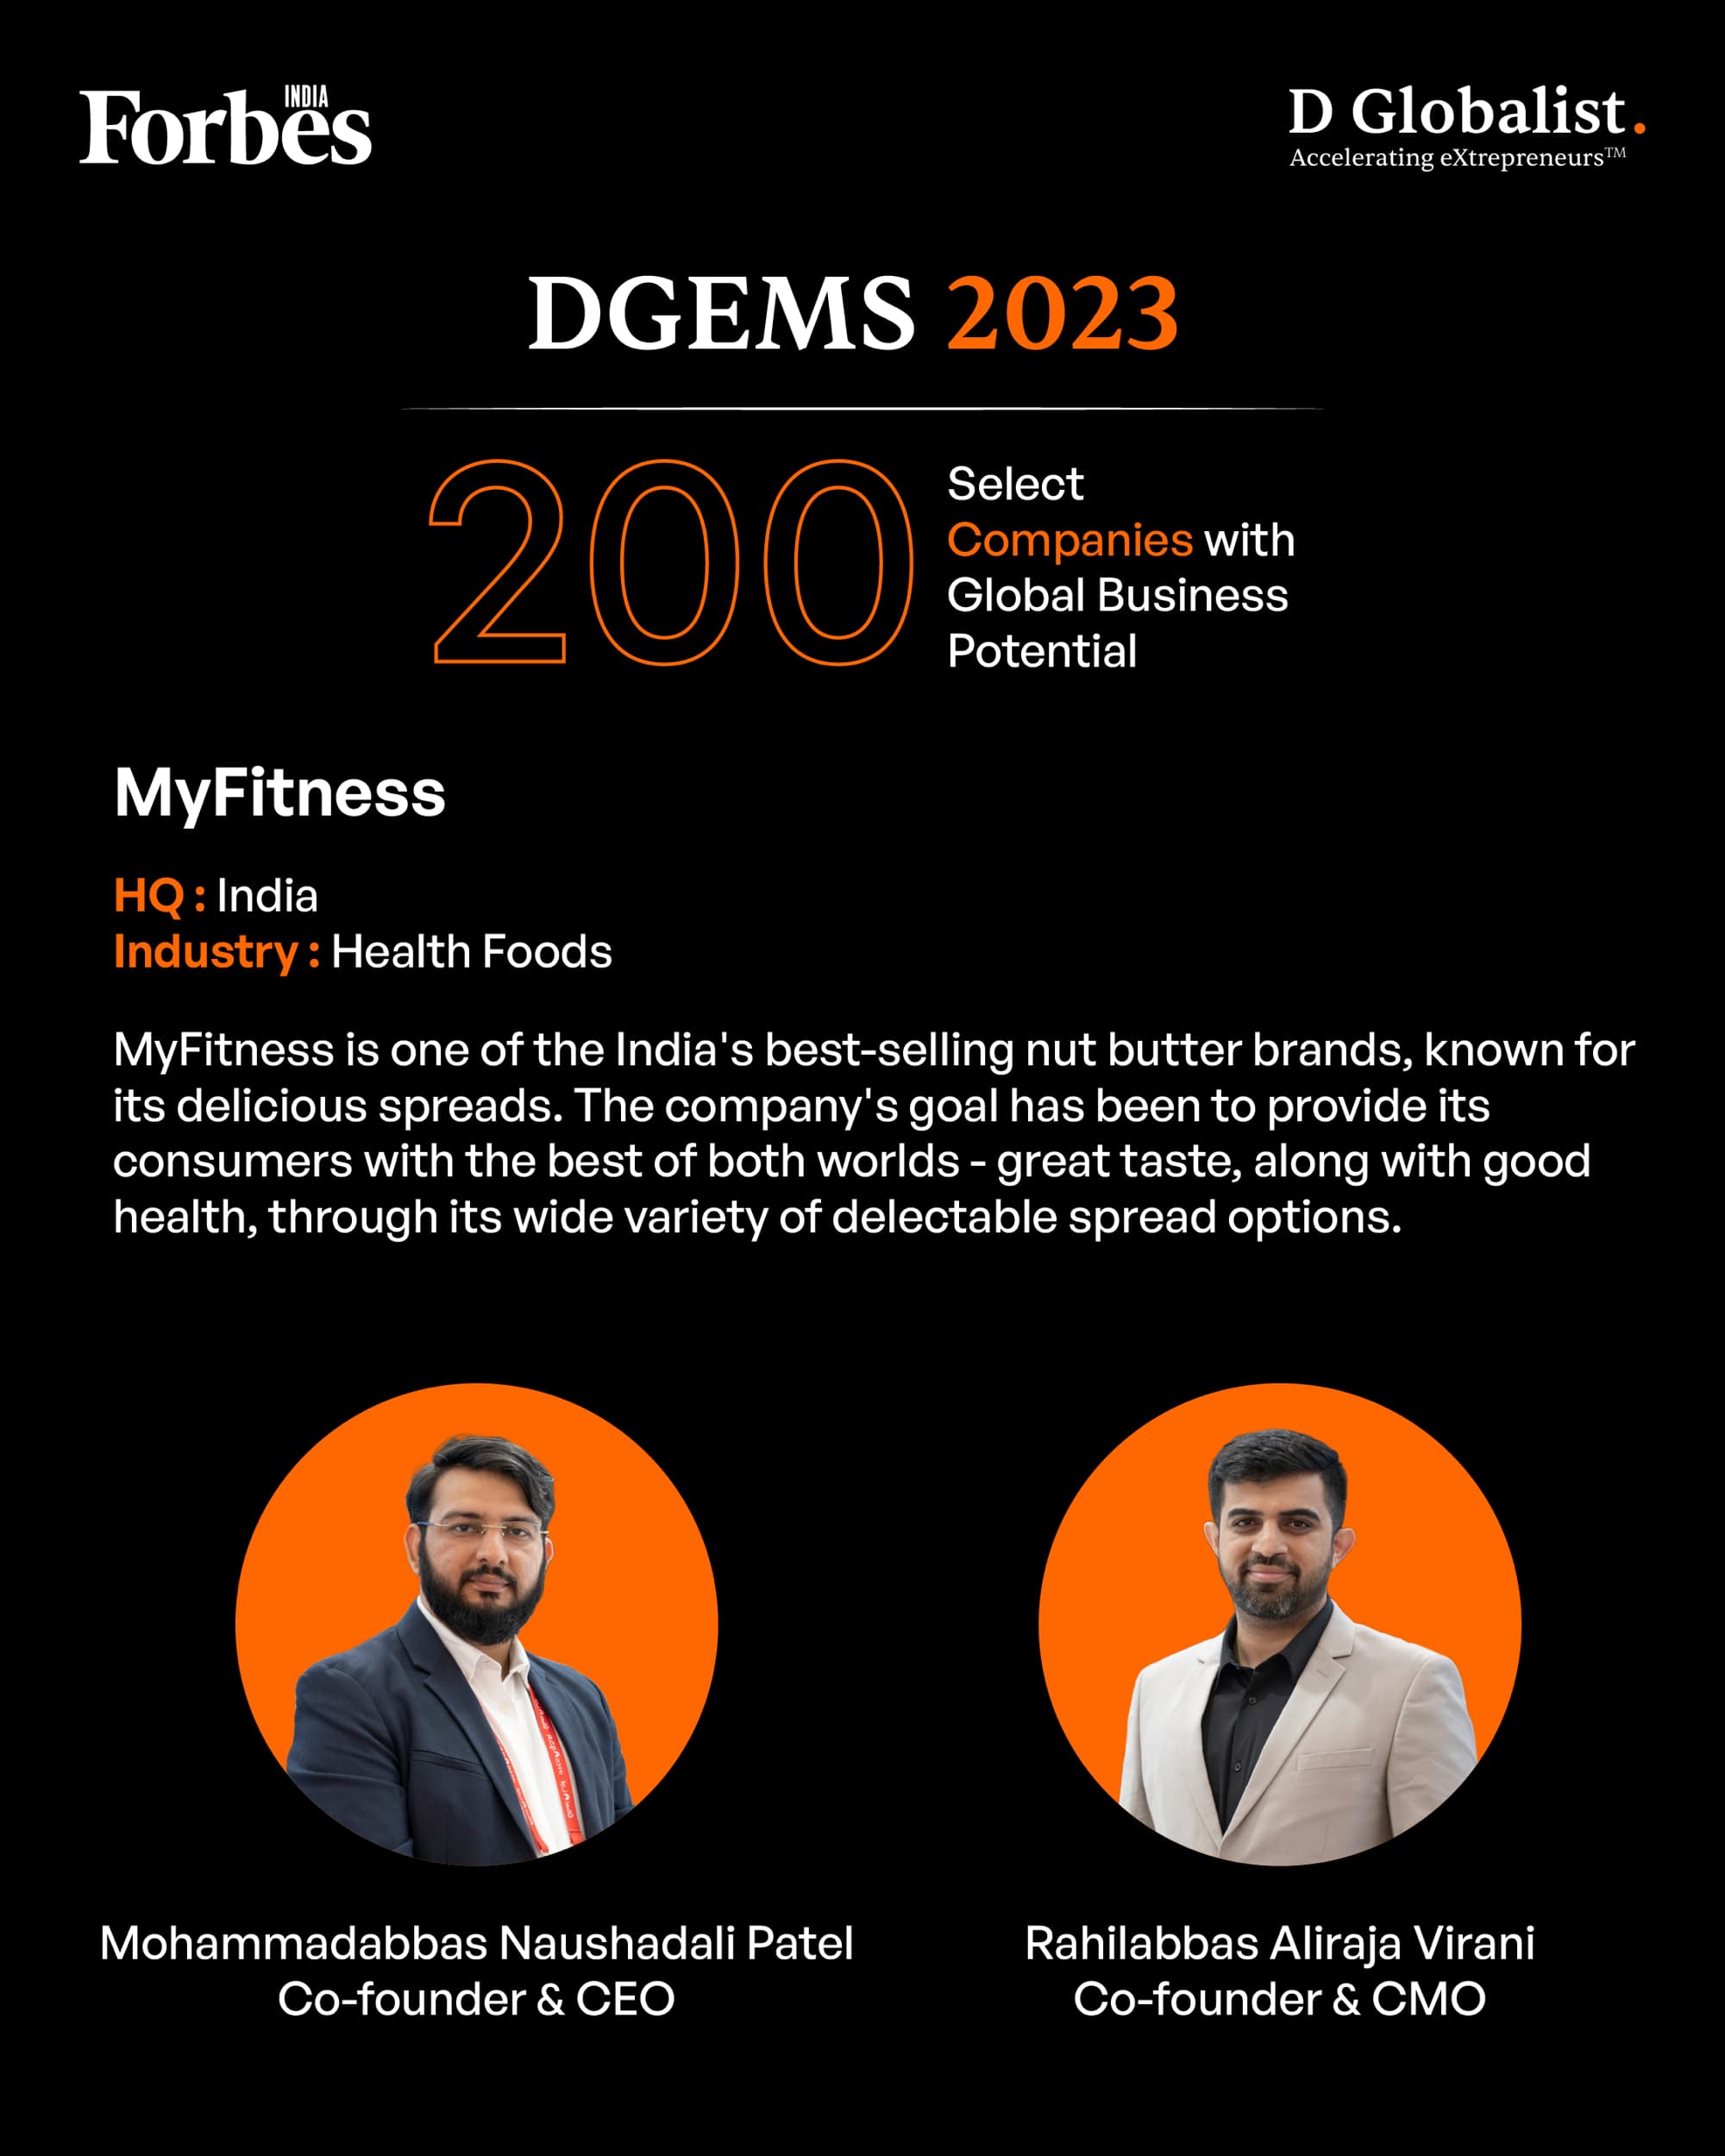 Forbes INDIA
D Globalist.
Accelerating eXtrepreneurs™
DGEMS 2023
200
Select
Companies with
Global Business
Potential
MyFitness
HQ : India
Industry : Health Foods
MyFitness is one of the India's best-selling nut butter brands, known for
its delicious spreads. The company's goal has been to provide its
consumers with the best of both worlds - great taste, along with good
health, through its wide variety of delectable spread options.
Mohammadabbas Naushadali Patel
Co-founder & CEO
Rahilabbas Aliraja Virani
Co-founder & CMO